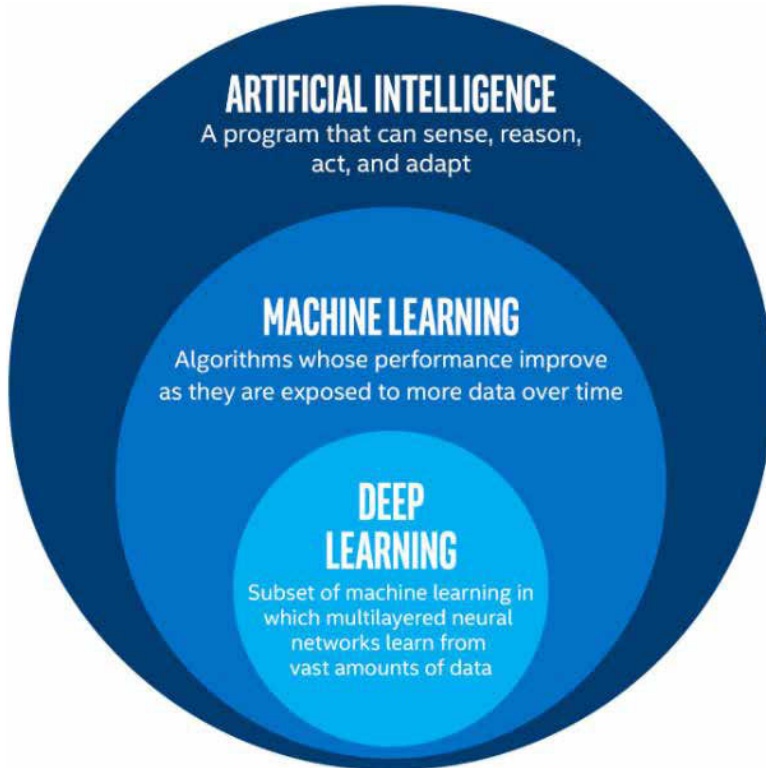 ARTIFICIAL INTELLIGENCE
A program that can sense, reason,
act, and adapt
MACHINE LEARNING
Algorithms whose performance improve
as they are exposed to more data over time
DEEP
LEARNING
Subset of machine learning in
which multilayered neural
networks learn from
vast amounts of data